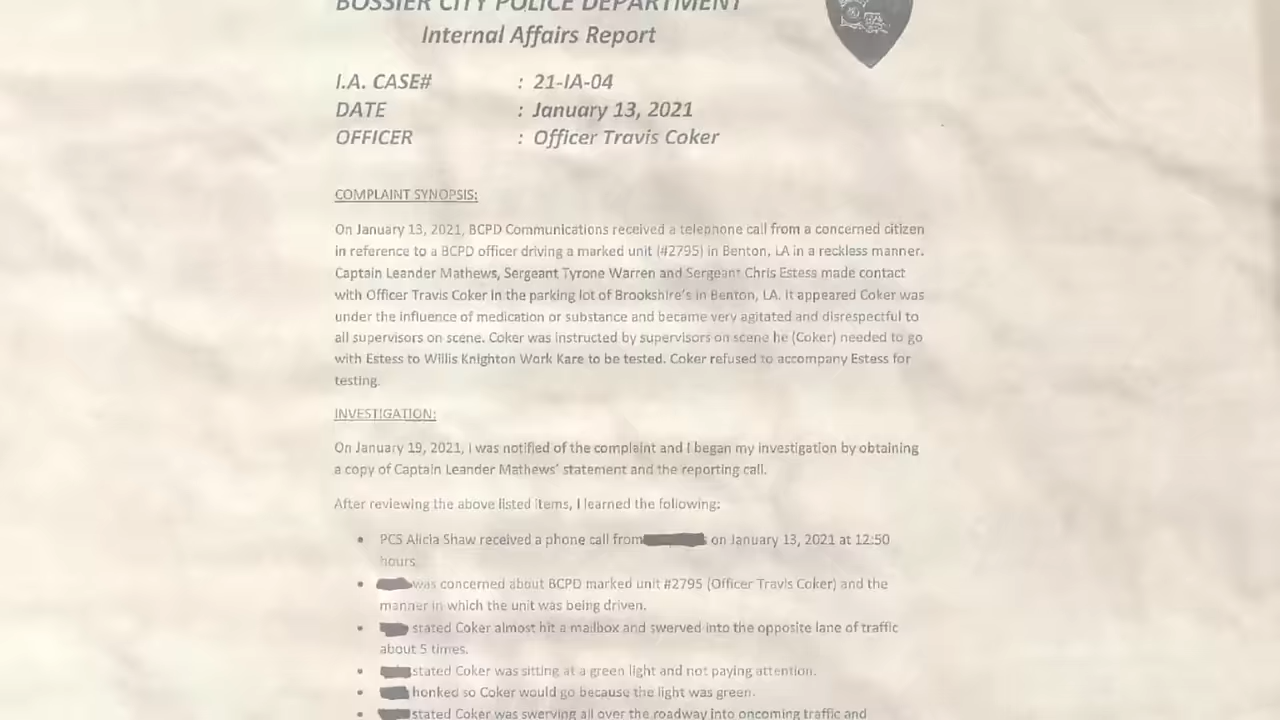 BOSSIER CITY POLICE DEPARTMENT
Internal Affairs Report
I.A. CASE# : 21-IA-04
DATE : January 13, 2021
OFFICER : Officer Travis Coker
COMPLAINT SYNOPSIS:
On January 13, 2021, BCPD Communications received a telephone call from a concerned citizen
in reference to a BCPD officer driving a marked unit (#2795) in Benton, LA in a reckless manner.
Captain Leander Mathews, Sergeant Tyrone Warren and Sergeant Chris Estess made contact
with Officer Travis Coker in the parking lot of Brookshire's in Benton, LA. It appeared Coker was
under the influence of medication or substance and became very agitated and disrespectful to
all supervisors on scene. Coker was instructed by supervisors on scene he (Coker) needed to go
with Estess to Willis Knighton Work Kare to be tested. Coker refused to accompany Estess for
testing.
INVESTIGATION:
On January 19, 2021, I was notified of the complaint and I began my investigation by obtaining
a copy of Captain Leander Mathews' statement and the reporting call.
After reviewing the above listed items, I learned the following:
• PCS Alicia Shaw received a phone call from on January 13, 2021 at 12:50
hours.
• was concerned about BCPD marked unit #2795 (Officer Travis Coker) and the
manner in which the unit was being driven.
• stated Coker almost hit a mailbox and swerved into the opposite lane of traffic
about 5 times.
• stated Coker was sitting at a green light and not paying attention.
• honked so Coker would go because the light was green.
• stated Coker was swerving all over the roadway into oncoming traffic and